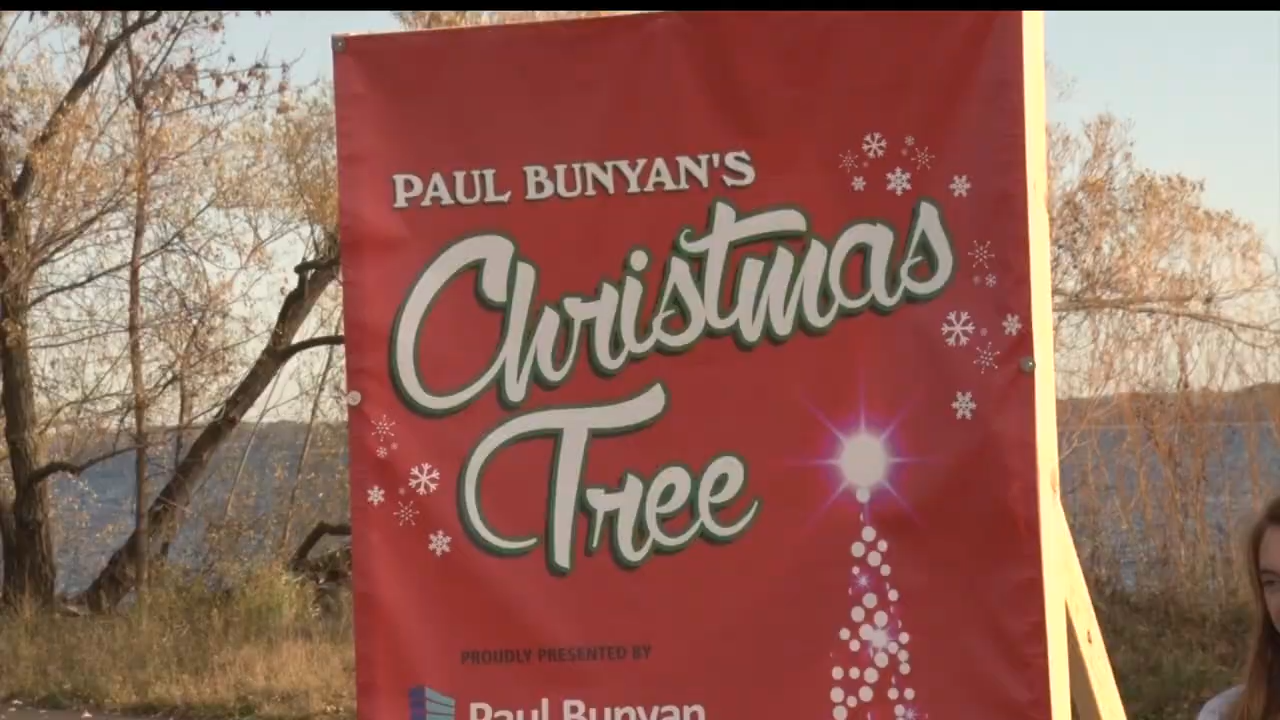 PAUL BUNYAN'S
Christmas
Tree
PROUDLY PRESENTED BY
Paul Bunyan